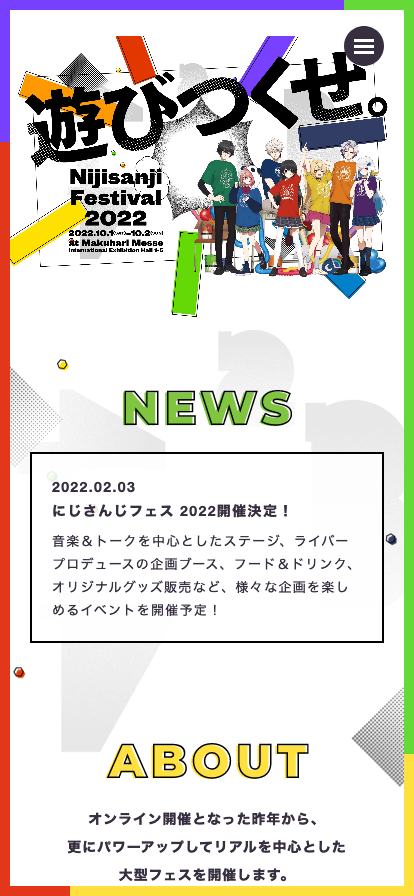 遊びつくせ。
Nijisanji
Festival
2022
2022.10.1(SAT)-10.2(SUN)
at Makuhari Messe
International Exhibition Hall 4-6
NEWS
2022.02.03
にじさんじフェス 2022開催決定！
音楽＆トークを中心としたステージ、ライバー
プロデュースの企画ブース、フード＆ドリンク、
オリジナルグッズ販売など、様々な企画を楽し
めるイベントを開催予定！
ABOUT
オンライン開催となった昨年から、
更にパワーアップしてリアルを中心とした
大型フェスを開催します。